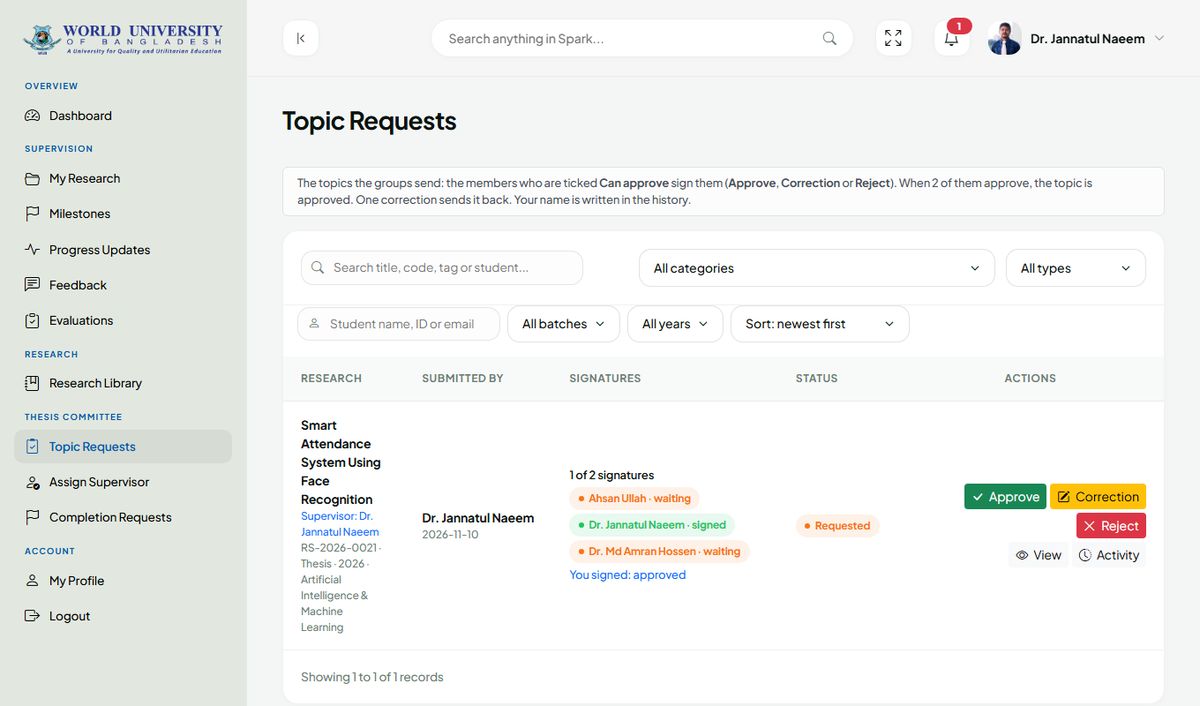 WORLD UNIVERSITY
OF BANGLADESH
A University for Quality and Utilitarian Education
OVERVIEW
Dashboard
SUPERVISION
My Research
Milestones
Progress Updates
Feedback
Evaluations
RESEARCH
Research Library
THESIS COMMITTEE
Topic Requests
Assign Supervisor
Completion Requests
ACCOUNT
My Profile
Logout
Search anything in Spark...
1
Dr. Jannatul Naeem
Topic Requests
The topics the groups send: the members who are ticked Can approve sign them (Approve, Correction or Reject). When 2 of them approve, the topic is
approved. One correction sends it back. Your name is written in the history.
Search title, code, tag or student...
All categories
All types
Student name, ID or email
All batches
All years
Sort: newest first
RESEARCH SUBMITTED BY SIGNATURES STATUS ACTIONS
Smart
Attendance
System Using
Face
Recognition
Supervisor: Dr.
Jannatul Naeem
RS-2026-0021 ·
Thesis · 2026 ·
Artificial
Intelligence &
Machine
Learning
Dr. Jannatul Naeem
2026-11-10
1 of 2 signatures
Ahsan Ullah · waiting
Dr. Jannatul Naeem · signed
Dr. Md Amran Hossen · waiting
You signed: approved
Requested
Approve
Correction
Reject
View
Activity
Showing 1 to 1 of 1 records